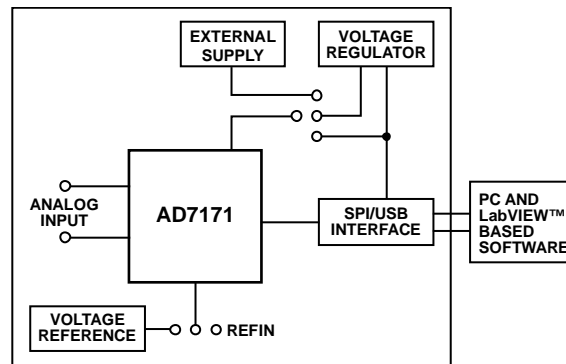 EXTERNAL
SUPPLY
VOLTAGE
REGULATOR
ANALOG
INPUT
AD7171
SPI/USB
INTERFACE
PC AND
LabVIEW™
BASED
SOFTWARE
VOLTAGE
REFERENCE
REFIN